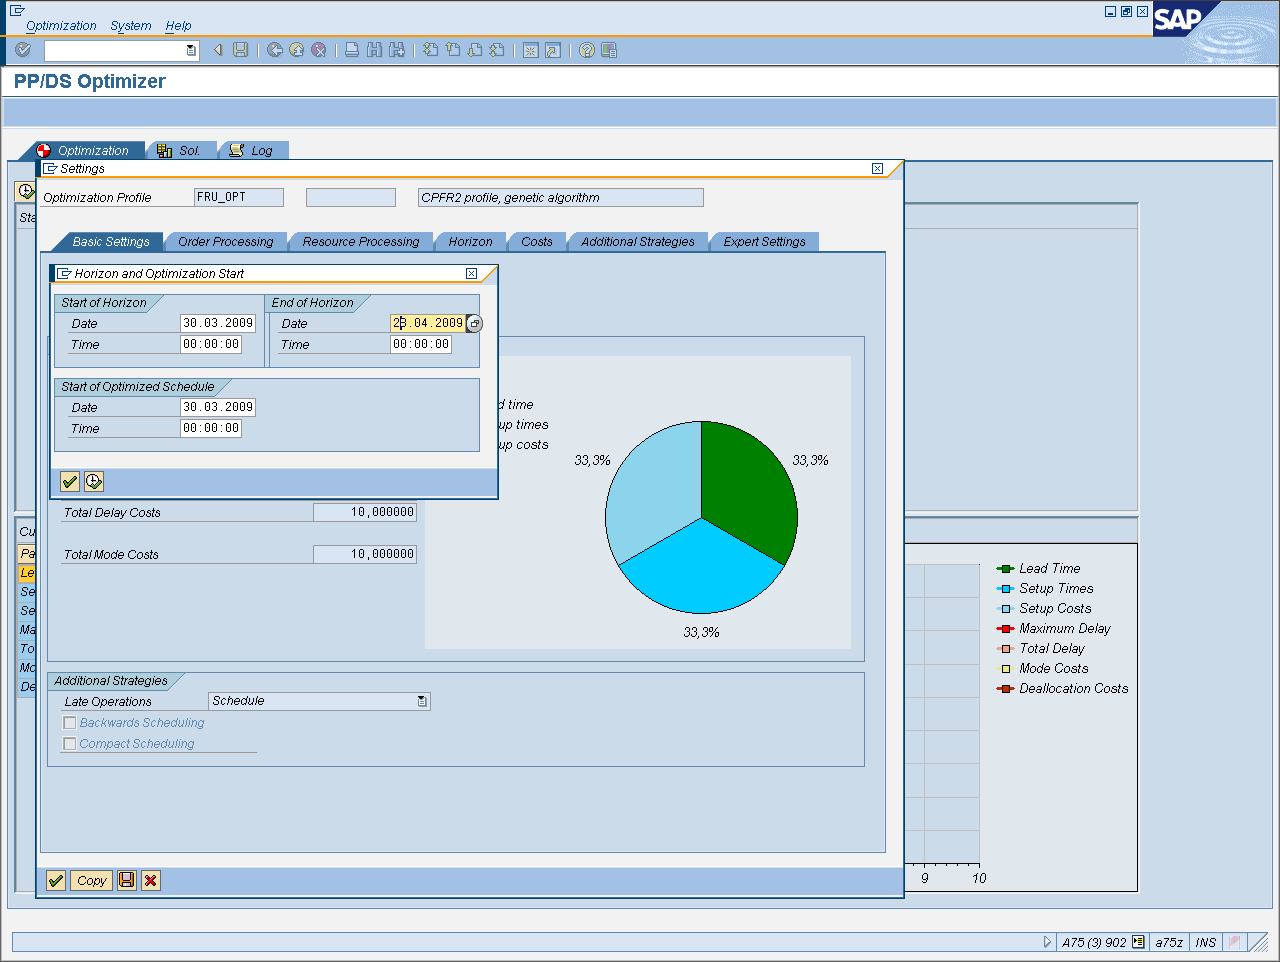 Optimization System Help
SAP
PP/DS Optimizer
Optimization Sol. Log
Settings
Optimization Profile FRU_OPT CPFR2 profile, genetic algorithm
Sta
Basic Settings Order Processing Resource Processing Horizon Costs Additional Strategies Expert Settings
Horizon and Optimization Start
Start of Horizon End of Horizon
Date 30.03.2009 Date 23.04.2009
Time 00:00:00 Time 00:00:00
Start of Optimized Schedule
Date 30.03.2009
Time 00:00:00
d time
up times
up costs
33,3% 33,3%
33,3%
Total Delay Costs 10,000000
Total Mode Costs 10,000000
Cu
Pa
Le
Se
Se
Ma
To
Mo
De
Lead Time
Setup Times
Setup Costs
Maximum Delay
Total Delay
Mode Costs
Deallocation Costs
Additional Strategies
Late Operations Schedule
Backwards Scheduling
Compact Scheduling
9 10
Copy
A75 (3) 902 a75z INS